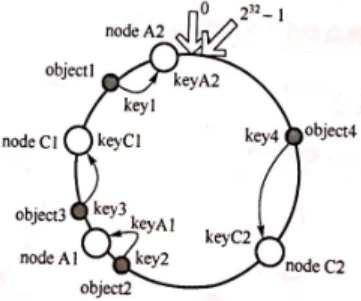 0
2³² − 1
node A2
keyA2
object1
key1
node C1
keyC1
key4
object4
object3
key3
keyA1
node A1
key2
object2
keyC2
node C2